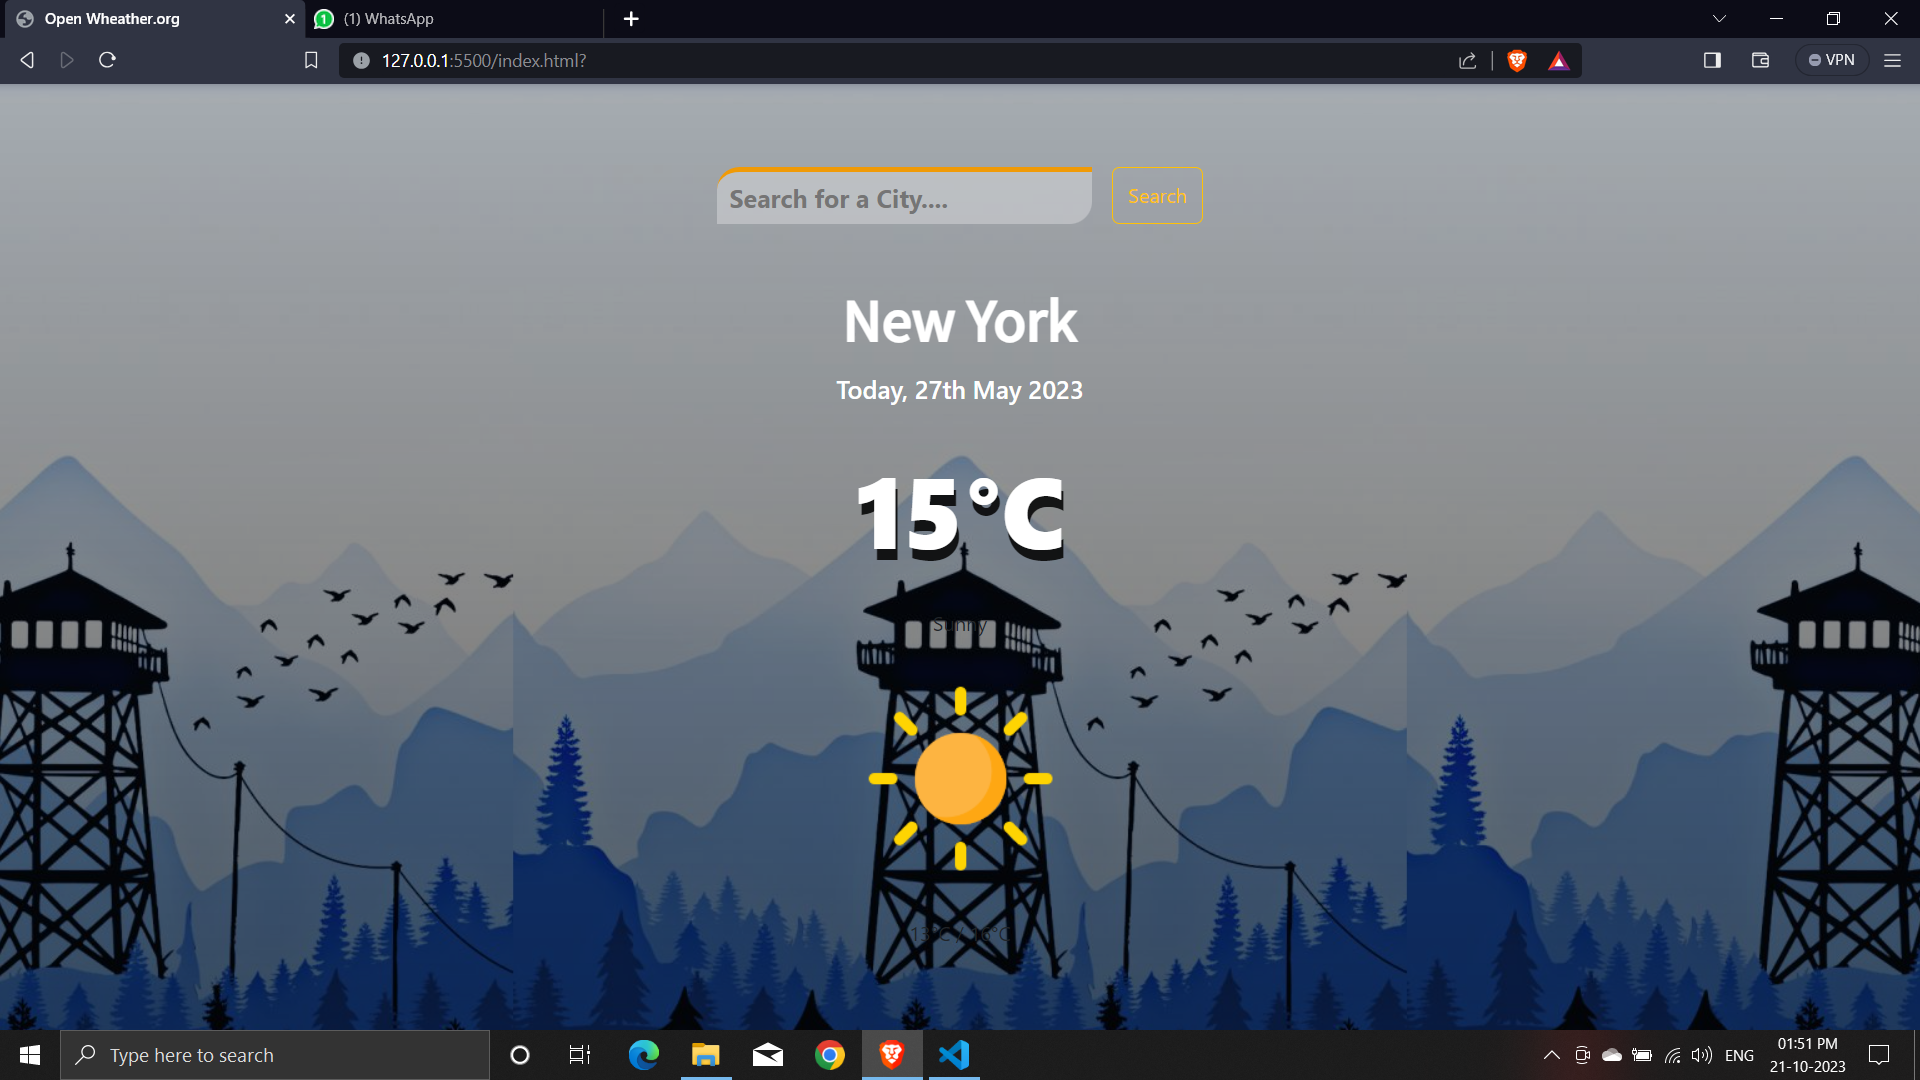 Open Wheather.org
1
(1) WhatsApp
127.0.0.1:5500/index.html?
VPN
Search for a City....
Search
New York
Today, 27th May 2023
15°C
Sunny
13°C / 16°C
Type here to search
ENG
01:51 PM
21-10-2023